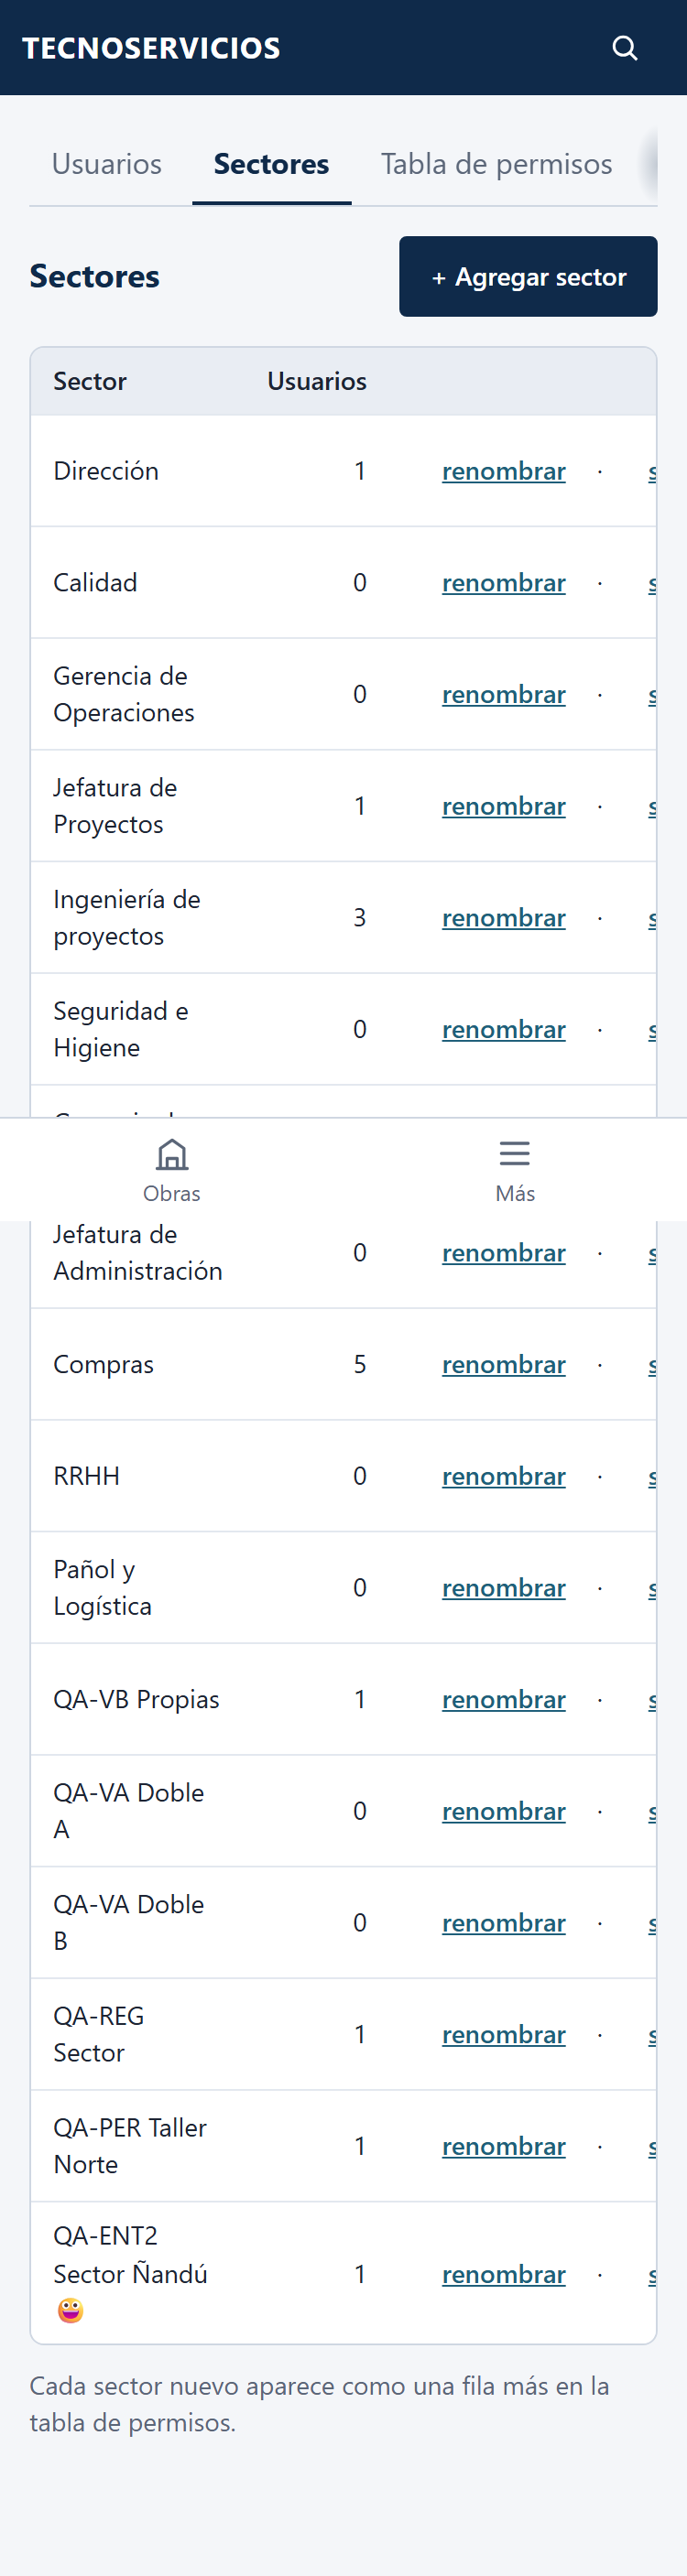 TECNOSERVICIOS
Usuarios Sectores Tabla de permisos
Sectores + Agregar sector
Sector Usuarios
Dirección 1 renombrar ·
Calidad 0 renombrar ·
Gerencia de
Operaciones 0 renombrar ·
Jefatura de
Proyectos 1 renombrar ·
Ingeniería de
proyectos 3 renombrar ·
Seguridad e
Higiene 0 renombrar ·
Obras Más
Jefatura de
Administración 0 renombrar ·
Compras 5 renombrar ·
RRHH 0 renombrar ·
Pañol y
Logística 0 renombrar ·
QA-VB Propias 1 renombrar ·
QA-VA Doble
A 0 renombrar ·
QA-VA Doble
B 0 renombrar ·
QA-REG
Sector 1 renombrar ·
QA-PER Taller
Norte 1 renombrar ·
QA-ENT2
Sector Ñandú 1 renombrar ·
Cada sector nuevo aparece como una fila más en la
tabla de permisos.